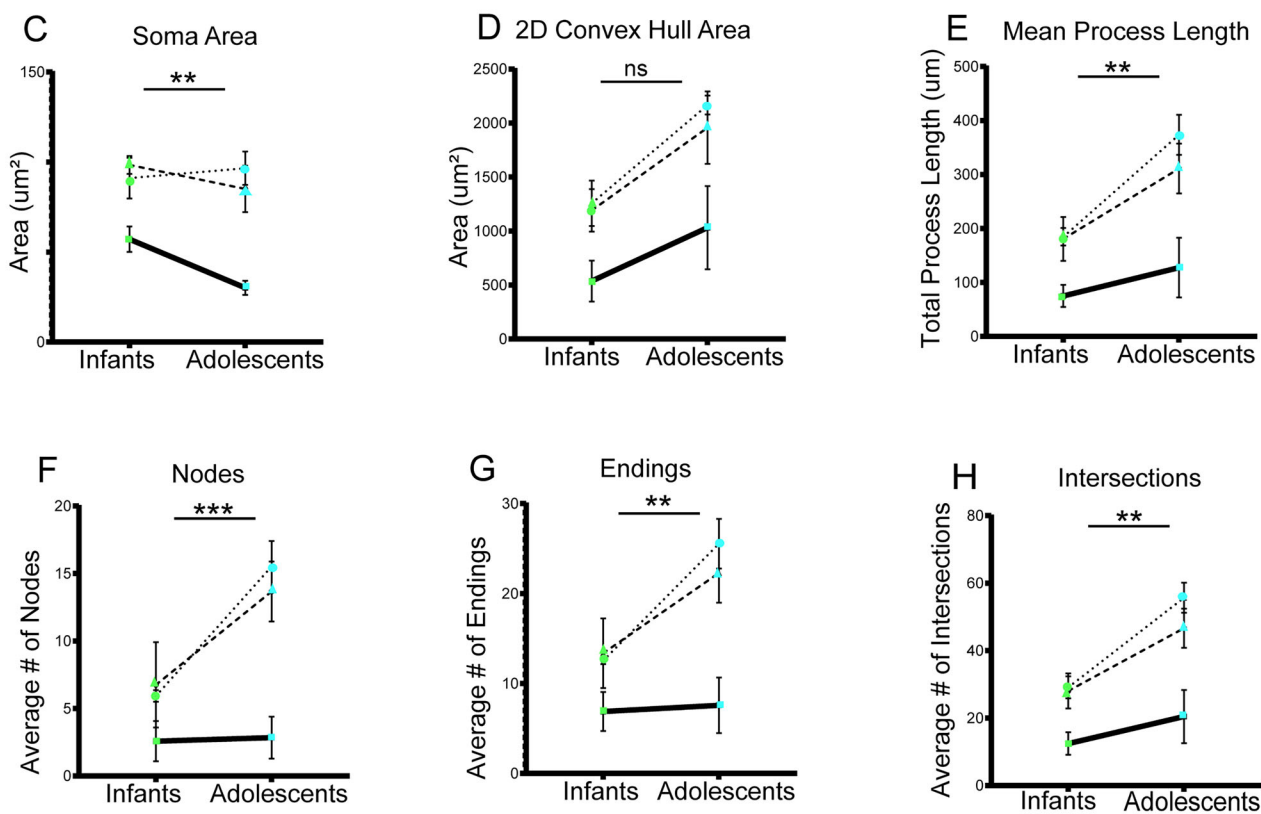 C
Soma Area
**
150
0
Area (um²)
Infants
Adolescents
D
2D Convex Hull Area
ns
2500
2000
1500
1000
500
0
Area (um²)
Infants
Adolescents
E
Mean Process Length
**
500
400
300
200
100
0
Total Process Length (um)
Infants
Adolescents
F
Nodes
***
20
15
10
5
0
Average # of Nodes
Infants
Adolescents
G
Endings
**
30
20
10
0
Average # of Endings
Infants
Adolescents
H
Intersections
**
80
60
40
20
0
Average # of Intersections
Infants
Adolescents